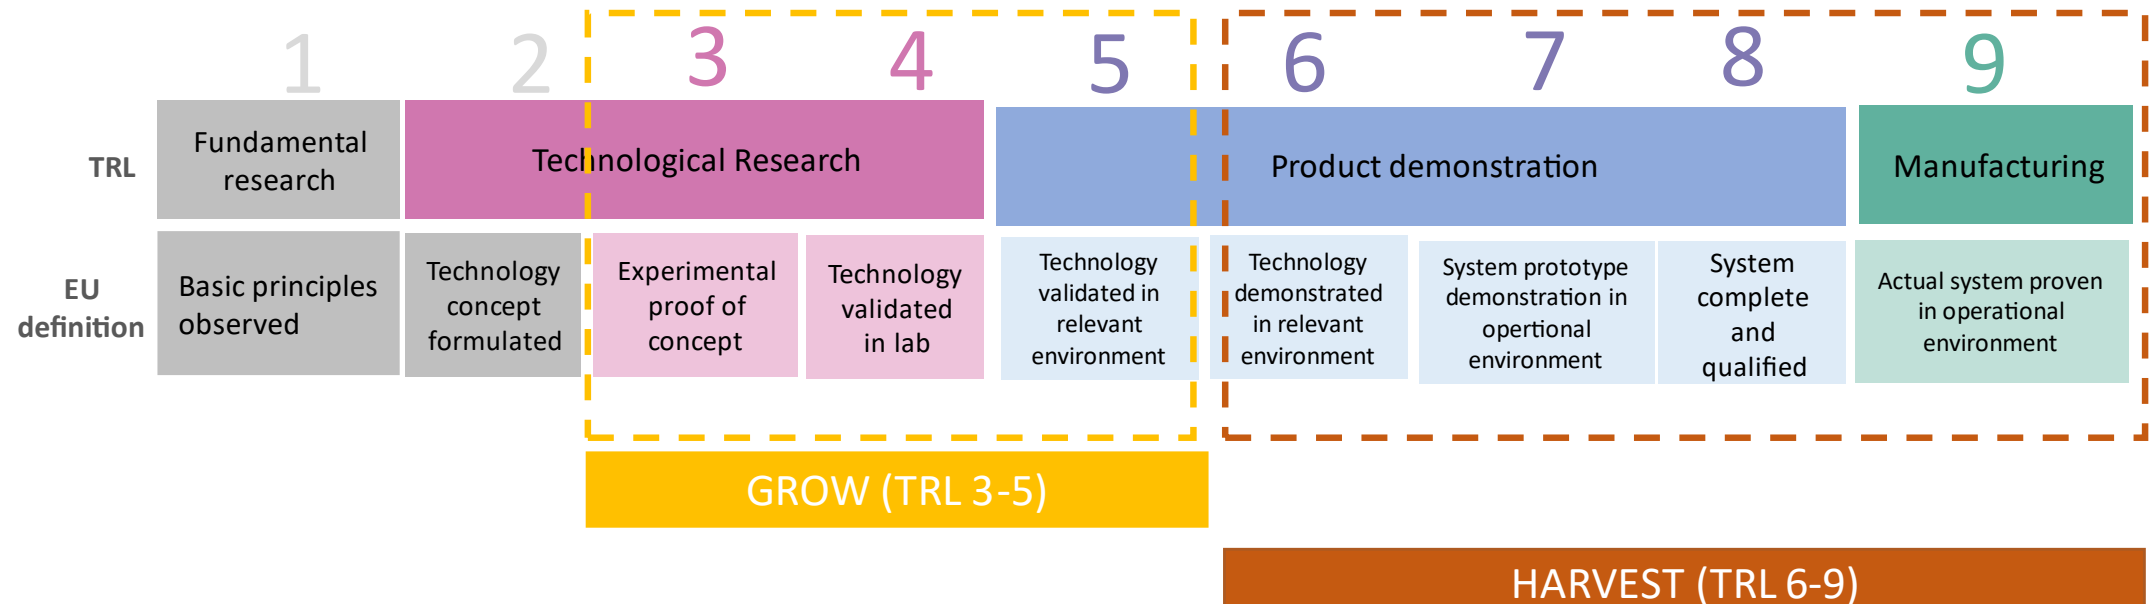 1 2 3 4 5 6 7 8 9
TRL
Fundamental
research
Technological Research
Product demonstration
Manufacturing
EU
definition
Basic principles
observed
Technology
concept
formulated
Experimental
proof of
concept
Technology
validated
in lab
Technology
validated in
relevant
environment
Technology
demonstrated
in relevant
environment
System prototype
demonstration in
opertional
environment
System
complete
and
qualified
Actual system proven
in operational
environment
GROW (TRL 3-5)
HARVEST (TRL 6-9)